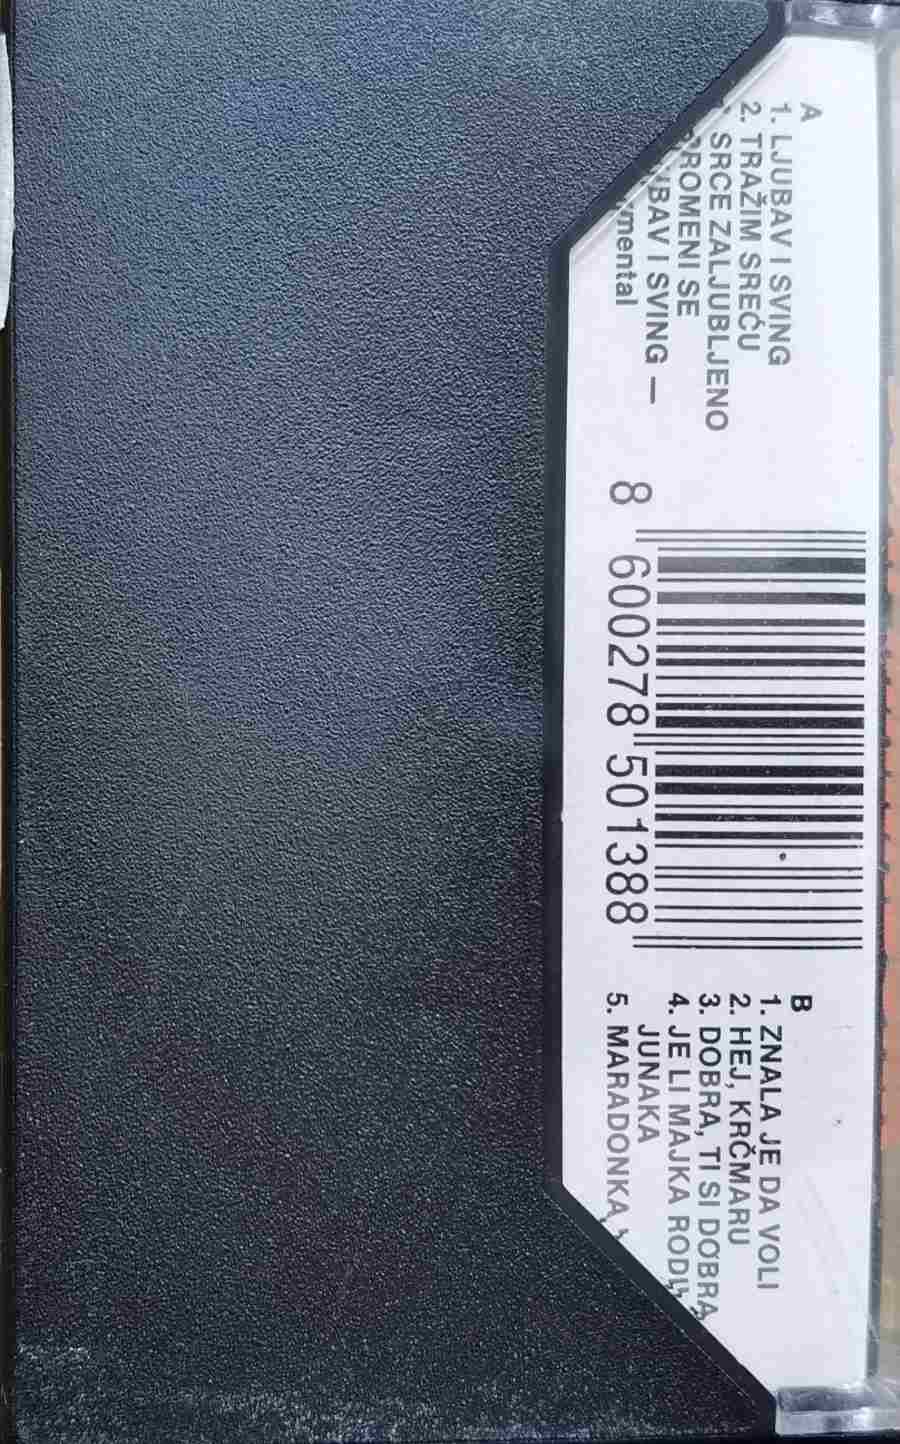 A
1. LJUBAV I SVING
2. TRAŽIM SREĆU
SRCE ZALJUBLJENO
PROMENI SE
BAV I SVING —
mental
8 600278 501388
B
1. ZNALA JE DA VOLI
2. HEJ, KRČMARU
3. DOBRA, TI SI DOBRA
4. JE LI MAJKA RODI
JUNAKA
5. MARADONKA